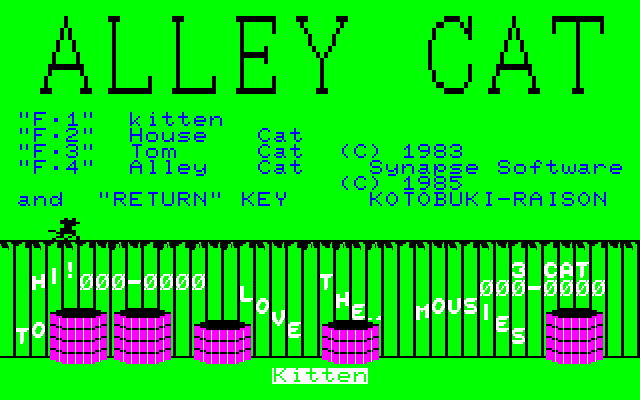 ALLEY CAT
"F·1" kitten
"F·2" House Cat
"F·3" Tom Cat (C) 1983
"F·4" Alley Cat Synapse Software
(C) 1985
and "RETURN" KEY KOTOBUKI-RAISON
HI! 000-0000
3 CAT
000-0000
TO LOVE THE.. MOUSIES
Kitten